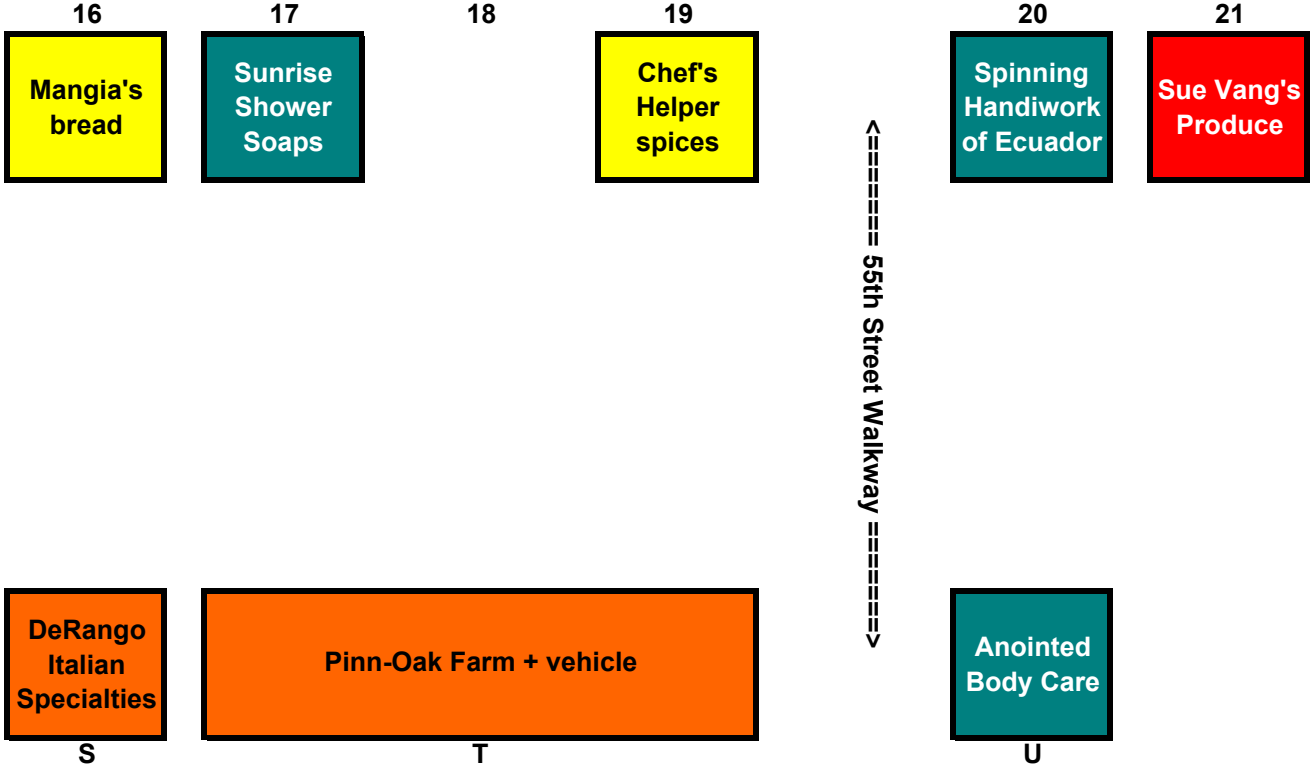 16 17 18 19 20 21
Mangia's
bread
Sunrise
Shower
Soaps
Chef's
Helper
spices
Spinning
Handiwork
of Ecuador
Sue Vang's
Produce
<======= 55th Street Walkway =======>
DeRango
Italian
Specialties
Pinn-Oak Farm + vehicle
Anointed
Body Care
S T U